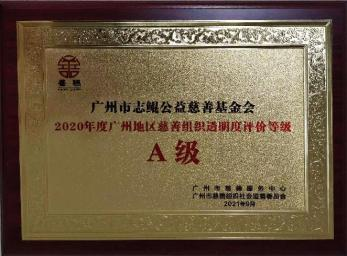 善穗
广州市志鲲公益慈善基金会
2020年度广州地区慈善组织透明度评价等级
A级
广州市慈善服务中心
广州市慈善组织社会监督委员会
2021年9月